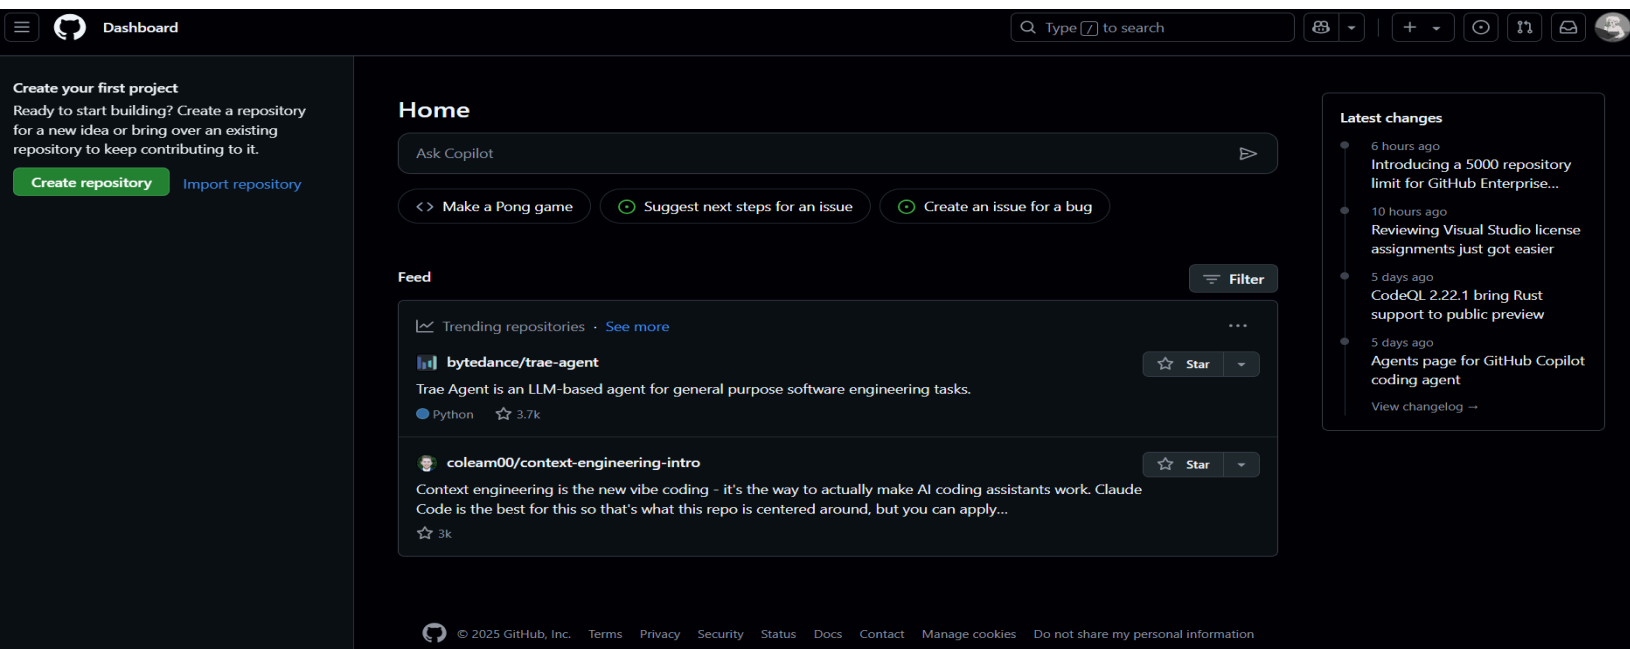 Dashboard
Type / to search
Create your first project
Ready to start building? Create a repository
for a new idea or bring over an existing
repository to keep contributing to it.
Create repository
Import repository
Home
Ask Copilot
Make a Pong game
Suggest next steps for an issue
Create an issue for a bug
Feed
Filter
Trending repositories · See more
bytedance/trae-agent
Star
Trae Agent is an LLM-based agent for general purpose software engineering tasks.
Python
3.7k
coleam00/context-engineering-intro
Star
Context engineering is the new vibe coding - it's the way to actually make AI coding assistants work. Claude
Code is the best for this so that's what this repo is centered around, but you can apply...
3k
Latest changes
6 hours ago
Introducing a 5000 repository
limit for GitHub Enterprise...
10 hours ago
Reviewing Visual Studio license
assignments just got easier
5 days ago
CodeQL 2.22.1 bring Rust
support to public preview
5 days ago
Agents page for GitHub Copilot
coding agent
View changelog →
© 2025 GitHub, Inc.
Terms
Privacy
Security
Status
Docs
Contact
Manage cookies
Do not share my personal information